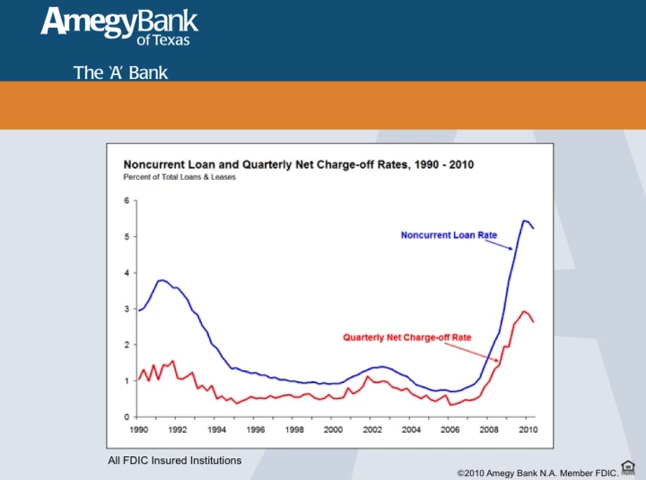 AmegyBank
of Texas
The 'A' Bank
Noncurrent Loan and Quarterly Net Charge-off Rates, 1990 - 2010
Percent of Total Loans & Leases
6
5
Noncurrent Loan Rate
4
3
Quarterly Net Charge-off Rate
2
1
0
1990 1992 1994 1996 1998 2000 2002 2004 2006 2008 2010
All FDIC Insured Institutions
©2010 Amegy Bank N.A. Member FDIC.